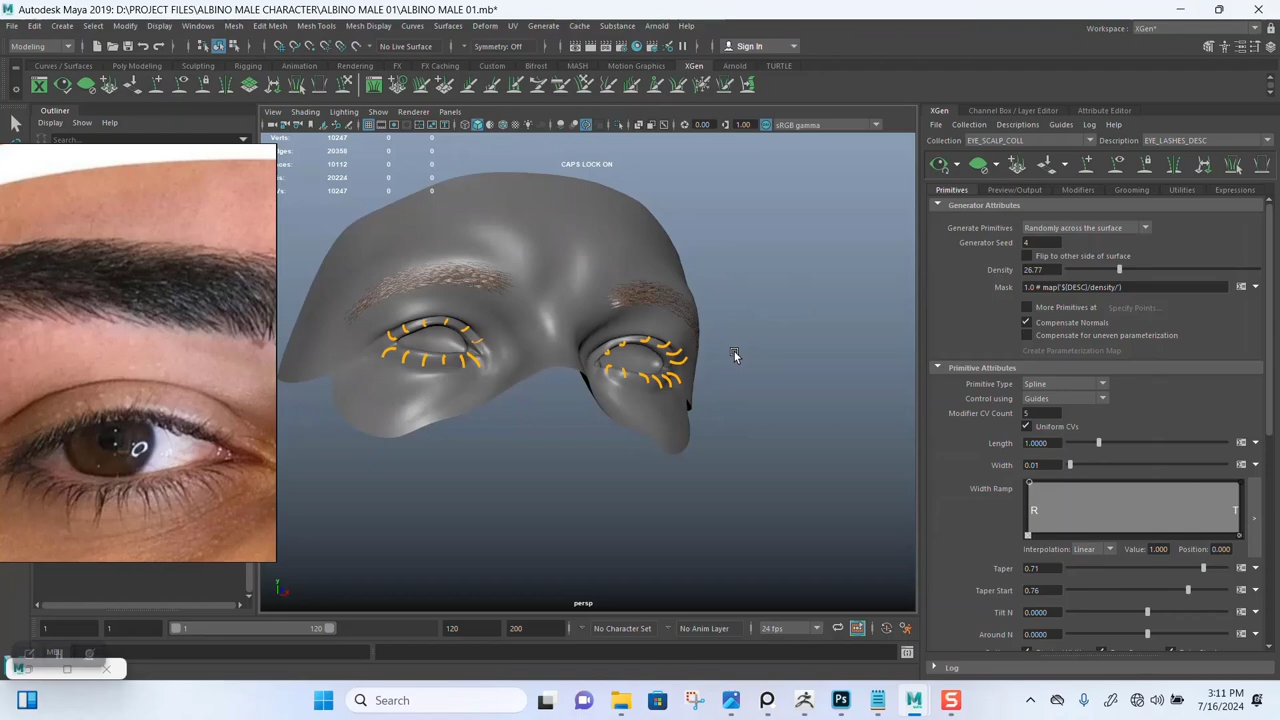 Autodesk Maya 2019: D:\PROJECT FILES\ALBINO MALE CHARACTER\ALBINO MALE 01\ALBINO MALE 01.mb*
File Edit Create Select Modify Display Windows Mesh Edit Mesh Mesh Tools Mesh Display Curves Surfaces Deform UV Generate Cache Substance Arnold Help
Workspace : XGen*
Modeling No Live Surface Symmetry: Off Sign In
Curves / Surfaces Poly Modeling Sculpting Rigging Animation Rendering FX FX Caching Custom Bifrost MASH Motion Graphics XGen Arnold TURTLE
Outliner
Display Show Help
Search...
View Shading Lighting Show Renderer Panels
0.00 1.00 sRGB gamma
Verts: 10247 0 0
20358 0 0
10112 0 0
20224 0 0
10247 0 0
CAPS LOCK ON
persp
XGen Channel Box / Layer Editor Attribute Editor
File Collection Descriptions Guides Log Help
Collection EYE_SCALP_COLL Description EYE_LASHES_DESC
Primitives Preview/Output Modifiers Grooming Utilities Expressions
Generator Attributes
Generate Primitives Randomly across the surface
Generator Seed 4
Flip to other side of surface
Density 26.77
Mask 1.0 # map('${DESC}/density/')
More Primitives at Specify Points...
Compensate Normals
Compensate for uneven parameterization
Create Parameterization Map
Primitive Attributes
Primitive Type Spline
Control using Guides
Modifier CV Count 5
Uniform CVs
Length 1.0000
Width 0.01
Width Ramp R T
Interpolation: Linear Value: 1.000 Position: 0.000
Taper 0.71
Taper Start 0.76
Tilt N 0.0000
Around N 0.0000
Log
1 1 1 120 120 200 No Character Set No Anim Layer 24 fps
Search
3:11 PM
7/16/2024